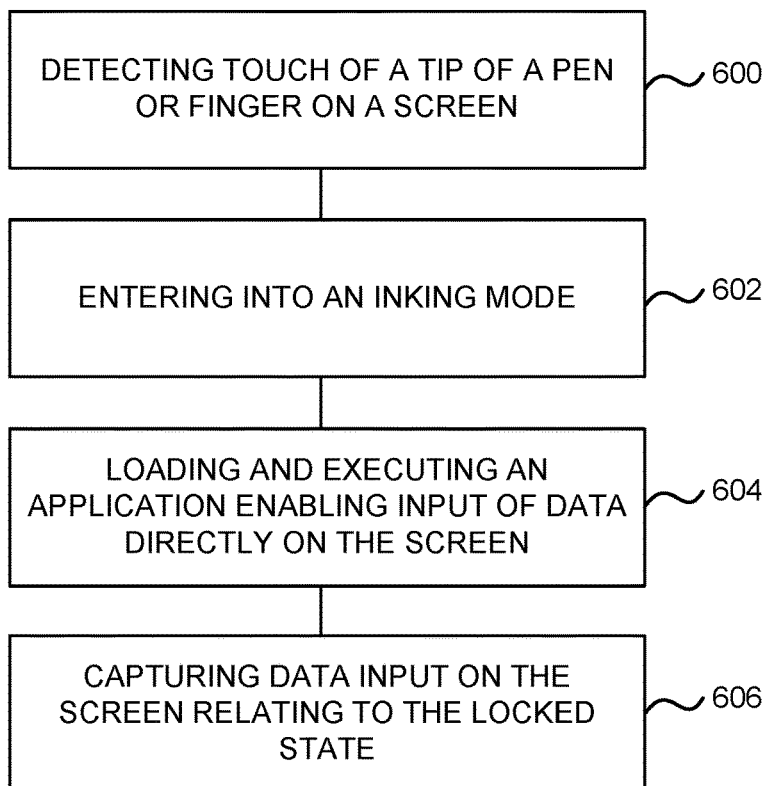 DETECTING TOUCH OF A TIP OF A PEN
OR FINGER ON A SCREEN
600
ENTERING INTO AN INKING MODE
602
LOADING AND EXECUTING AN
APPLICATION ENABLING INPUT OF DATA
DIRECTLY ON THE SCREEN
604
CAPTURING DATA INPUT ON THE
SCREEN RELATING TO THE LOCKED
STATE
606